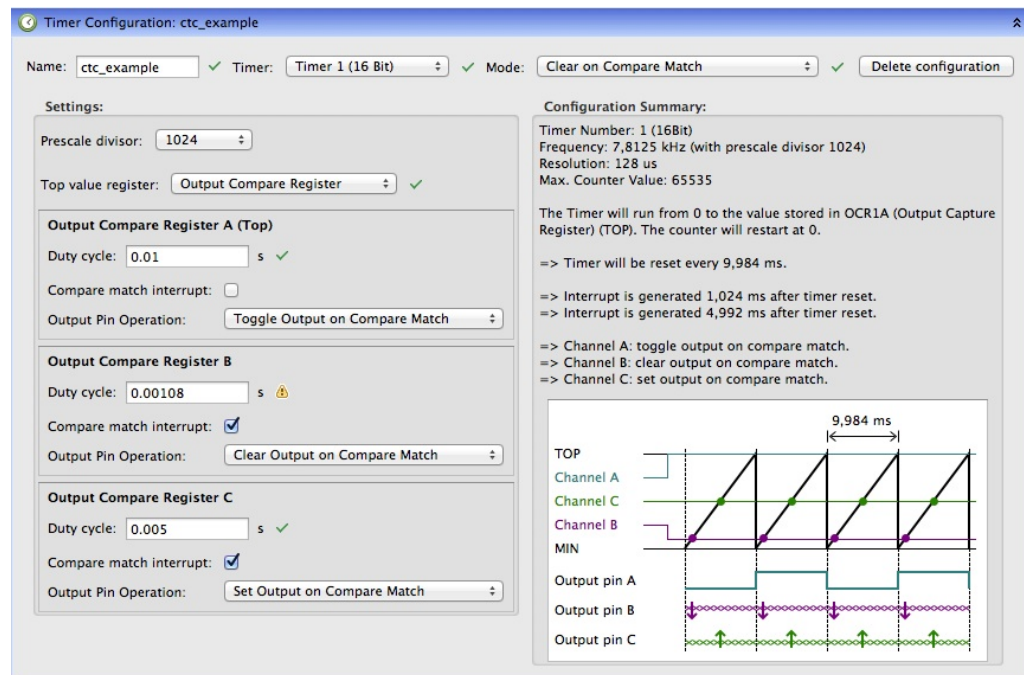 Timer Configuration: ctc_example
Name: ctc_example Timer: Timer 1 (16 Bit) Mode: Clear on Compare Match Delete configuration
Settings:
Prescale divisor: 1024
Top value register: Output Compare Register
Output Compare Register A (Top)
Duty cycle: 0.01 s
Compare match interrupt:
Output Pin Operation: Toggle Output on Compare Match
Output Compare Register B
Duty cycle: 0.00108 s
Compare match interrupt:
Output Pin Operation: Clear Output on Compare Match
Output Compare Register C
Duty cycle: 0.005 s
Compare match interrupt:
Output Pin Operation: Set Output on Compare Match
Configuration Summary:
Timer Number: 1 (16Bit)
Frequency: 7,8125 kHz (with prescale divisor 1024)
Resolution: 128 us
Max. Counter Value: 65535
The Timer will run from 0 to the value stored in OCR1A (Output Capture
Register) (TOP). The counter will restart at 0.
=> Timer will be reset every 9,984 ms.
=> Interrupt is generated 1,024 ms after timer reset.
=> Interrupt is generated 4,992 ms after timer reset.
=> Channel A: toggle output on compare match.
=> Channel B: clear output on compare match.
=> Channel C: set output on compare match.
9,984 ms
TOP
Channel A
Channel C
Channel B
MIN
Output pin A
Output pin B
Output pin C